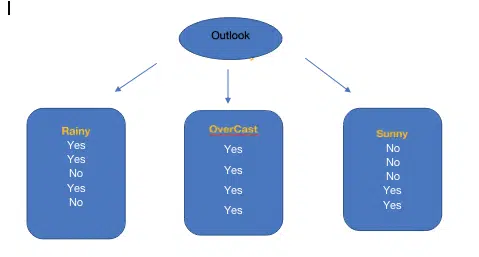 Outlook
Rainy
Yes
Yes
No
Yes
No
OverCast
Yes
Yes
Yes
Yes
Sunny
No
No
No
Yes
Yes